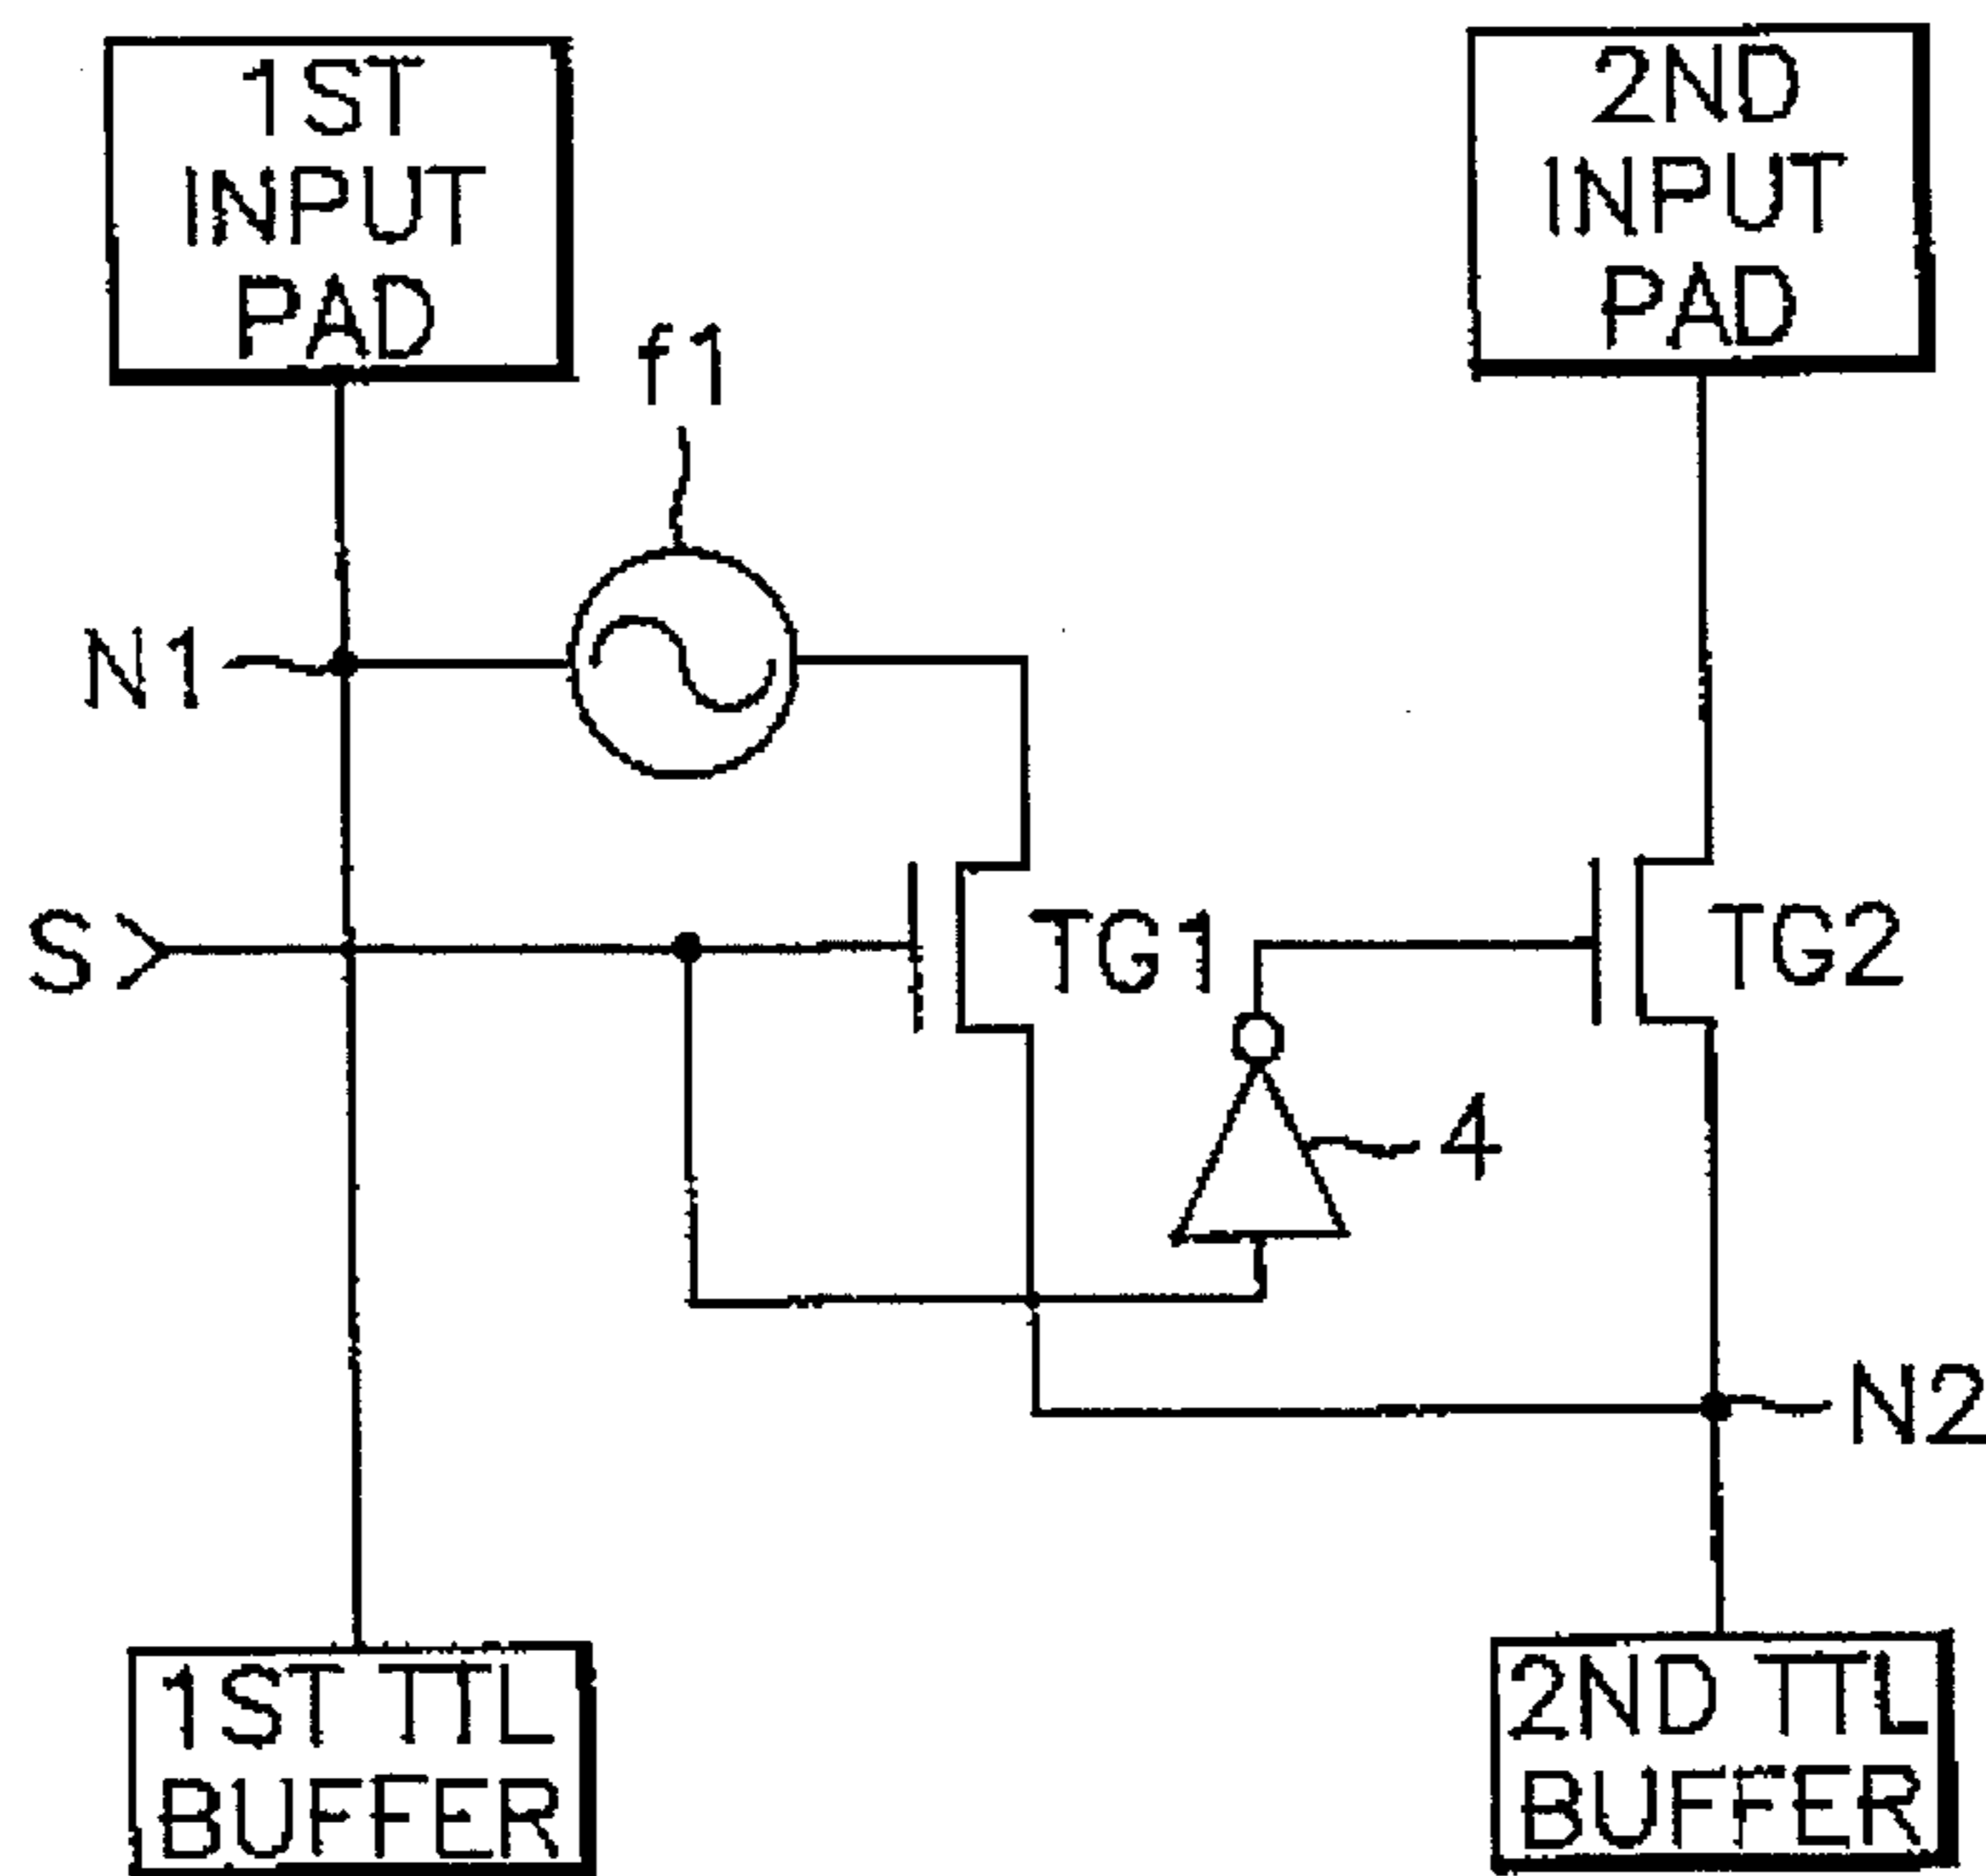 1ST
INPUT
PAD
2ND
INPUT
PAD
f1
N1
S
TG1
TG2
4
N2
1ST TTL
BUFFER
2ND TTL
BUFFER